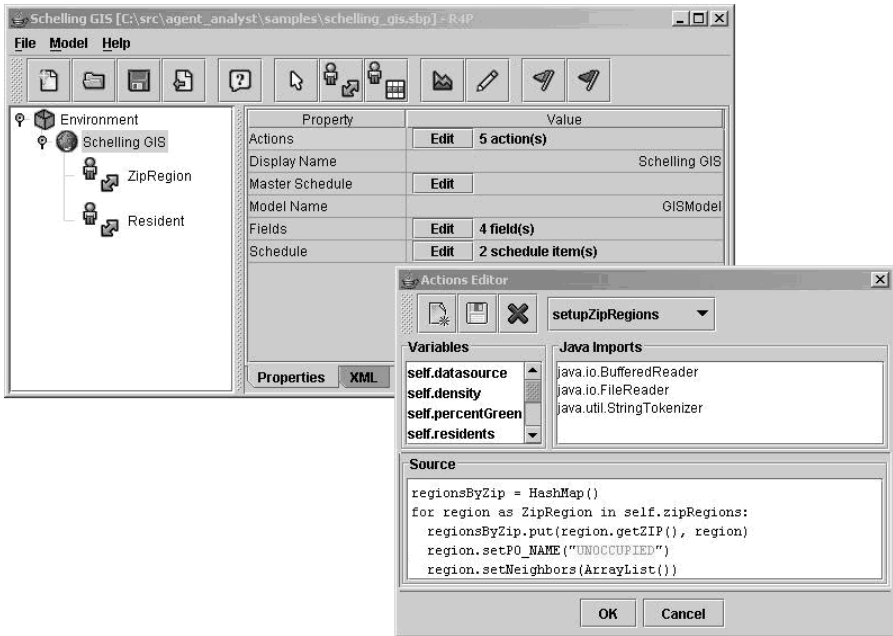 Schelling GIS [C:\src\agent_analyst\samples\schelling_gis.sbp] - R4P
File Model Help
Environment
Schelling GIS
ZipRegion
Resident
Property Value
Actions Edit 5 action(s)
Display Name Schelling GIS
Master Schedule Edit
Model Name GISModel
Fields Edit 4 field(s)
Schedule Edit 2 schedule item(s)
Properties XML
Actions Editor
setupZipRegions
Variables
self.datasource
self.density
self.percentGreen
self.residents
Java Imports
java.io.BufferedReader
java.io.FileReader
java.util.StringTokenizer
Source
regionsByZip = HashMap()
for region as ZipRegion in self.zipRegions:
regionsByZip.put(region.getZIP(), region)
region.setPO_NAME("UNOCCUPIED")
region.setNeighbors(ArrayList())
OK Cancel